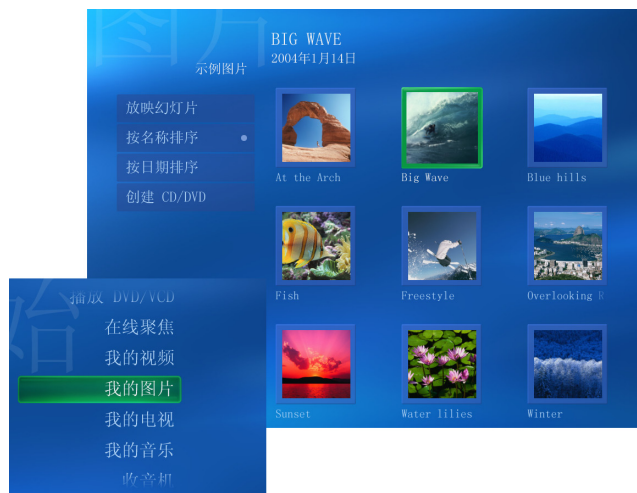 图片
示例图片
BIG WAVE
2004年1月14日
放映幻灯片
按名称排序
按日期排序
创建 CD/DVD
At the Arch
Big Wave
Blue hills
Fish
Freestyle
Overlooking R
Sunset
Water lilies
Winter
始
播放 DVD/VCD
在线聚焦
我的视频
我的图片
我的电视
我的音乐
收音机